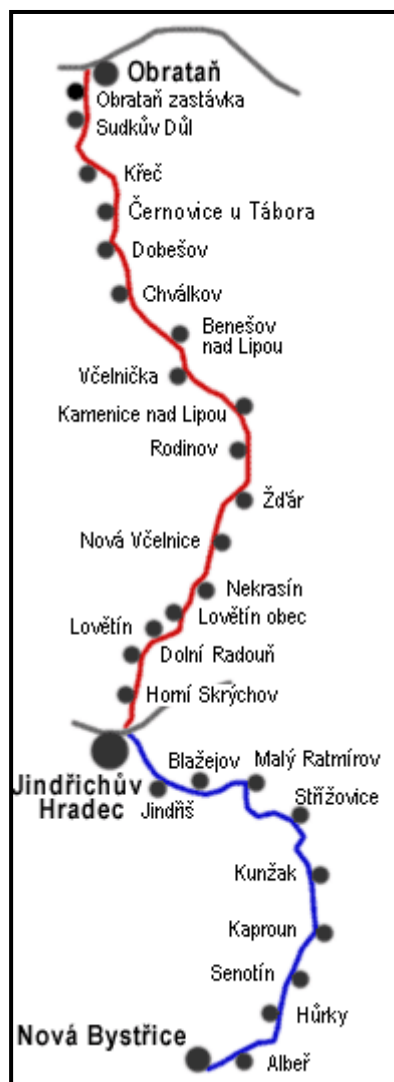 Obrataň
Obrataň zastávka
Sudkův Důl
Křeč
Černovice u Tábora
Dobešov
Chválkov
Benešov
nad Lipou
Včelnička
Kamenice nad Lipou
Rodinov
Žďár
Nová Včelnice
Nekrasín
Lovětín obec
Lovětín
Dolní Radouň
Horní Skrýchov
Jindřichův
Hradec
Blažejov
Malý Ratmírov
Jindřiš
Střížovice
Kunžak
Kaproun
Senotín
Hůrky
Nová Bystřice
Albeř